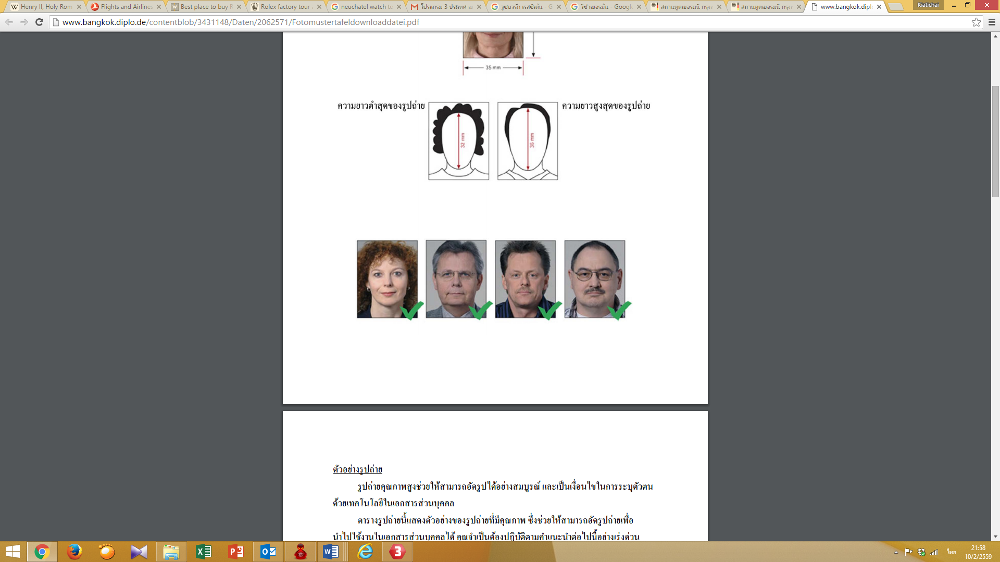 Henry II, Holy Rom
Flights and Airlines
Best place to buy R
Rolex factory tour
neuchatel watch to
โปรแกรม 3 ประเทศ เย
วูซบวร์ก เรสซิเด้น - G
วีซ่าเยอรมัน - Google
สถานทูตเยอรมนี กรุงเ
สถานทูตเยอรมนี กรุงเ
www.bangkok.diplo
Kiatichai
www.bangkok.diplo.de/contentblob/3431148/Daten/2062571/Fotomustertafeldownloaddatei.pdf
35 mm
ความยาวต่ำสุดของรูปถ่าย
32 mm
36 mm
ความยาวสูงสุดของรูปถ่าย
ตัวอย่างรูปถ่าย
รูปถ่ายคุณภาพสูงช่วยให้สามารถอัดรูปได้อย่างสมบูรณ์ และเป็นเงื่อนไขในการระบุตัวตน
ด้วยเทคโนโลยีในเอกสารส่วนบุคคล
ตารางรูปถ่ายนี้แสดงตัวอย่างของรูปถ่ายที่มีคุณภาพ ซึ่งช่วยให้สามารถอัดรูปถ่ายเพื่อ
นำไปใช้งานในเอกสารส่วนบุคคลได้ คุณจำเป็นต้องปฏิบัติตามคำแนะนำต่อไปนี้อย่างเร่งด่วน
ไทย
21:58
10/2/2559